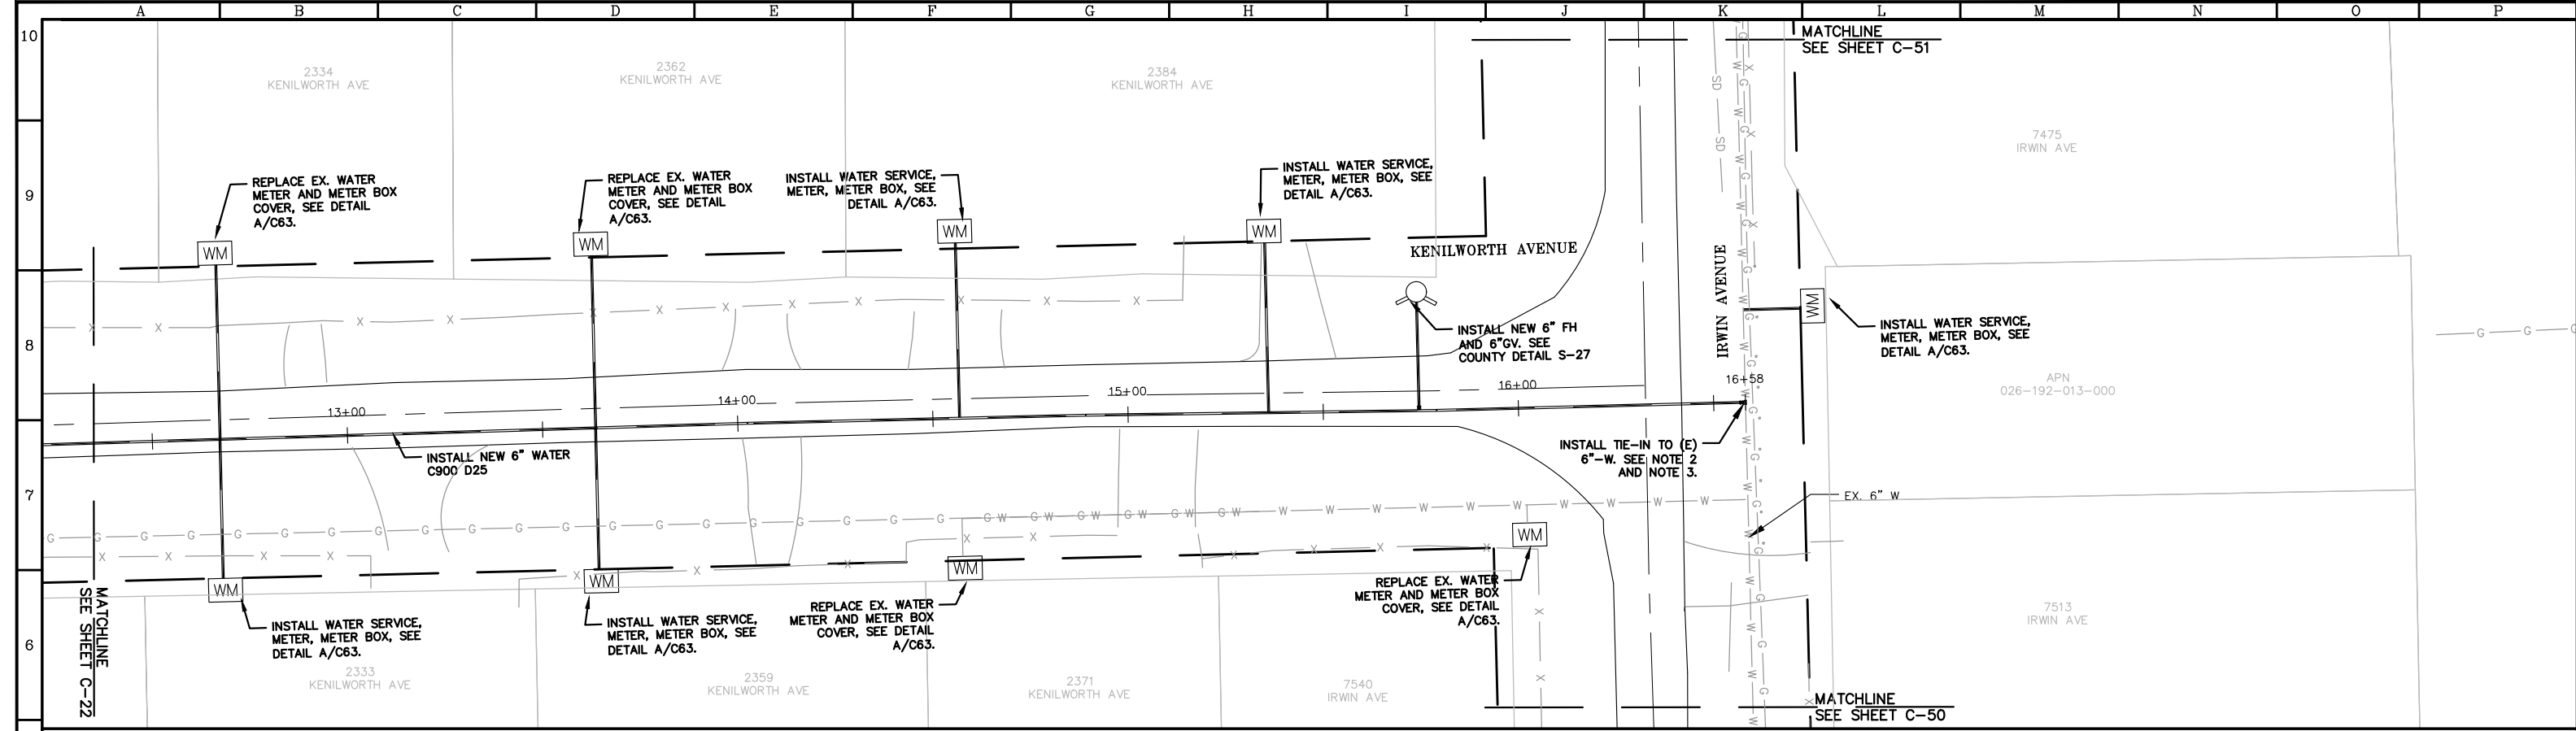 A B C D E F G H I J K L M N O P
10
9
8
7
6
MATCHLINE
SEE SHEET C-51
2334
KENILWORTH AVE
2362
KENILWORTH AVE
2384
KENILWORTH AVE
7475
IRWIN AVE
REPLACE EX. WATER
METER AND METER BOX
COVER, SEE DETAIL
A/C63.
REPLACE EX. WATER
METER AND METER BOX
COVER, SEE DETAIL
A/C63.
INSTALL WATER SERVICE,
METER, METER BOX, SEE
DETAIL A/C63.
INSTALL WATER SERVICE,
METER, METER BOX, SEE
DETAIL A/C63.
WM
WM
WM
WM
KENILWORTH AVENUE
IRWIN AVENUE
SD
SD
WM
INSTALL NEW 6" FH
AND 6"GV. SEE
COUNTY DETAIL S-27
INSTALL WATER SERVICE,
METER, METER BOX, SEE
DETAIL A/C63.
APN
026-192-013-000
13+00
14+00
15+00
16+00
16+58
INSTALL NEW 6" WATER
C900 D25
INSTALL TIE-IN TO (E)
6"-W. SEE NOTE 2
AND NOTE 3.
EX. 6" W
WM
WM
WM
WM
INSTALL WATER SERVICE,
METER, METER BOX, SEE
DETAIL A/C63.
INSTALL WATER SERVICE,
METER, METER BOX, SEE
DETAIL A/C63.
REPLACE EX. WATER
METER AND METER BOX
COVER, SEE DETAIL
A/C63.
REPLACE EX. WATER
METER AND METER BOX
COVER, SEE DETAIL
A/C63.
MATCHLINE
SEE SHEET C-22
2333
KENILWORTH AVE
2359
KENILWORTH AVE
2371
KENILWORTH AVE
7540
IRWIN AVE
7513
IRWIN AVE
MATCHLINE
SEE SHEET C-50